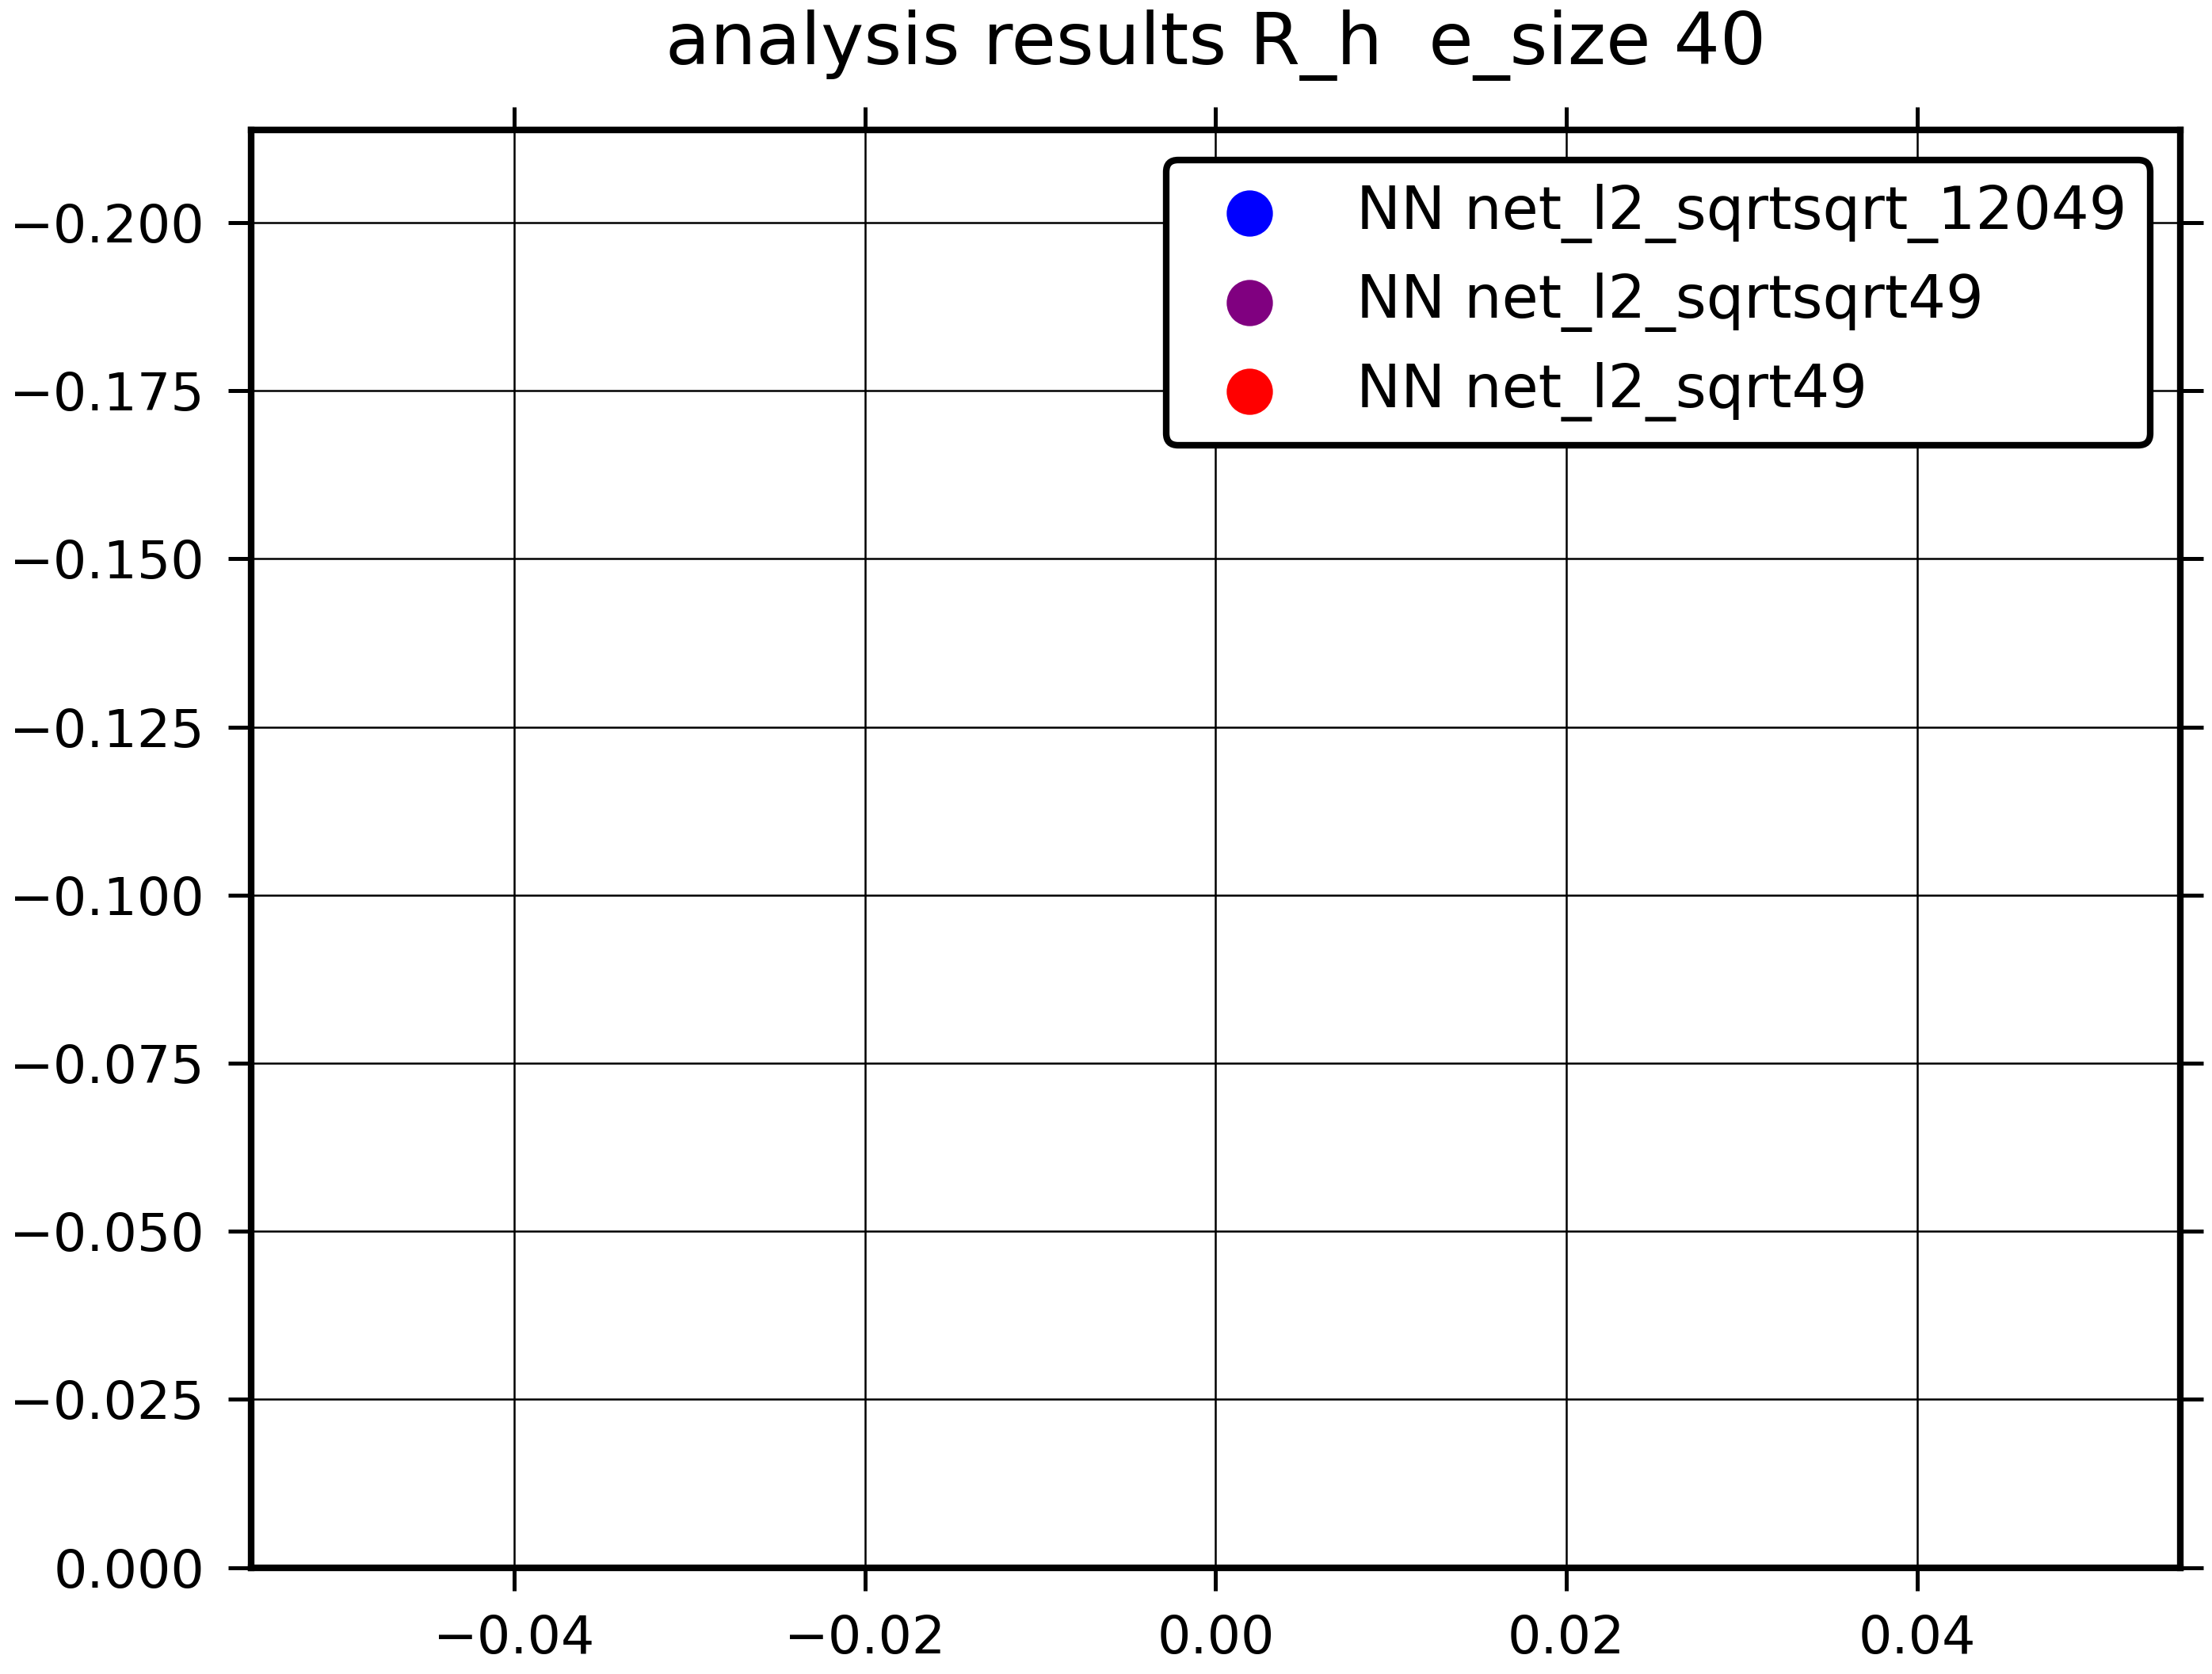 analysis results R_h  e_size 40
NN net_l2_sqrtsqrt_12049
NN net_l2_sqrtsqrt49
NN net_l2_sqrt49
−0.200
−0.175
−0.150
−0.125
−0.100
−0.075
−0.050
−0.025
0.000
−0.04 −0.02 0.00 0.02 0.04